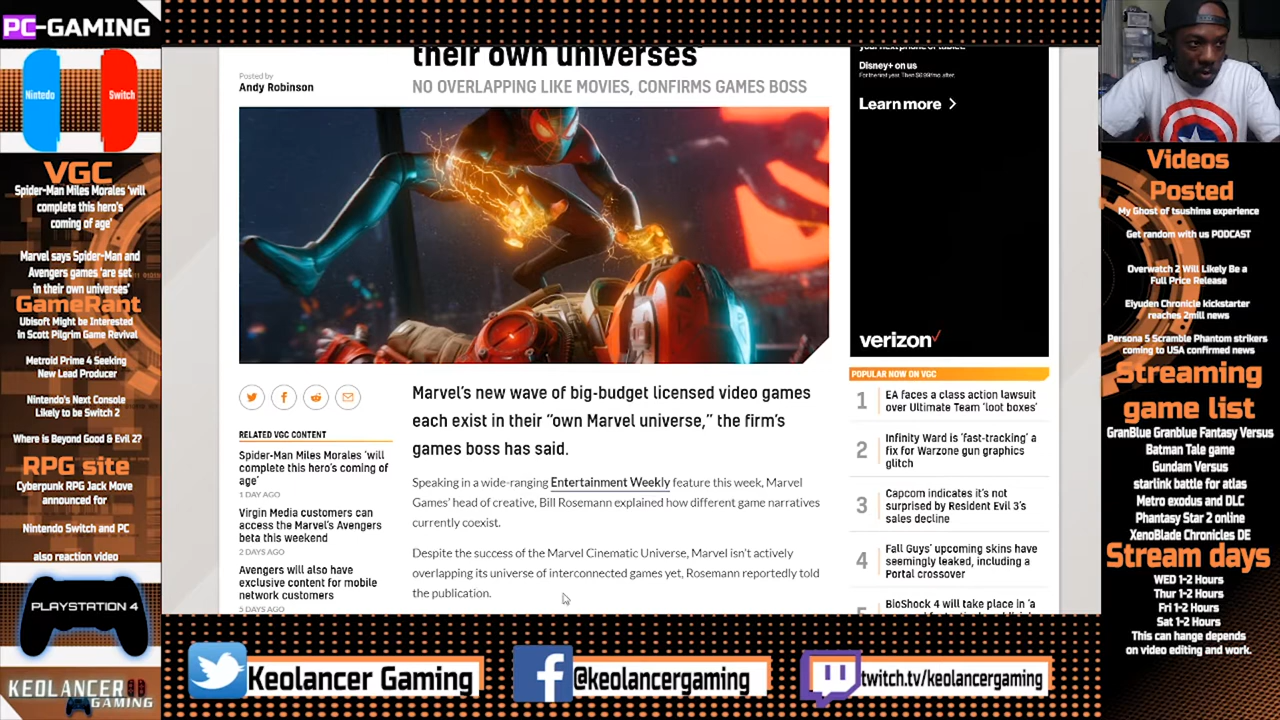 PC-GAMING
Nintedo
Switch
VGC
Spider-Man Miles Morales 'will
complete this hero's
coming of age'
Marvel says Spider-Man and
Avengers games 'are set
in their own universes'
GameRant
Ubisoft Might be Interested
in Scott Pilgrim Game Revival
Metroid Prime 4 Seeking
New Lead Producer
Nintendo's Next Console
Likely to be Switch 2
Where is Beyond Good & Evil 2?
RPG site
Cyberpunk RPG Jack Move
announced for
Nintendo Switch and PC
also reaction video
PLAYSTATION 4
KEOLANCER
GAMING
their own universes'
Posted by
Andy Robinson
NO OVERLAPPING LIKE MOVIES, CONFIRMS GAMES BOSS
RELATED VGC CONTENT
Spider-Man Miles Morales 'will
complete this hero's coming of
age'
1 DAY AGO
Virgin Media customers can
access the Marvel's Avengers
beta this weekend
2 DAYS AGO
Avengers will also have
exclusive content for mobile
network customers
5 DAYS AGO
Marvel's new wave of big-budget licensed video games
each exist in their "own Marvel universe," the firm's
games boss has said.
Speaking in a wide-ranging Entertainment Weekly feature this week, Marvel
Games' head of creative, Bill Rosemann explained how different game narratives
currently coexist.
Despite the success of the Marvel Cinematic Universe, Marvel isn't actively
overlapping its universe of interconnected games yet, Rosemann reportedly told
the publication.
your next phone or tablet.
Disney+ on us
Learn more
verizon
POPULAR NOW ON VGC
1 EA faces a class action lawsuit
over Ultimate Team 'loot boxes'
2 Infinity Ward is 'fast-tracking' a
fix for Warzone gun graphics
glitch
3 Capcom indicates it's not
surprised by Resident Evil 3's
sales decline
4 Fall Guys' upcoming skins have
seemingly leaked, including a
Portal crossover
BioShock 4 will take place in 'a
Videos
Posted
My Ghost of tsushima experience
Get random with us PODCAST
Overwatch 2 Will Likely Be a
Full Price Release
Eiyuden Chronicle kickstarter
reaches 2mill news
Persona 5 Scramble Phantom strikers
coming to USA confirmed news
Streaming
game list
GranBlue Granblue Fantasy Versus
Batman Tale game
Gundam Versus
starlink battle for atlas
Metro exodus and DLC
Phantasy Star 2 online
XenoBlade Chronicles DE
Stream days
WED 1-2 Hours
Thur 1-2 Hours
Fri 1-2 Hours
Sat 1-2 Hours
This can hange depends
on video editing and work.
Keolancer Gaming
@keolancergaming
twitch.tv/keolancergaming